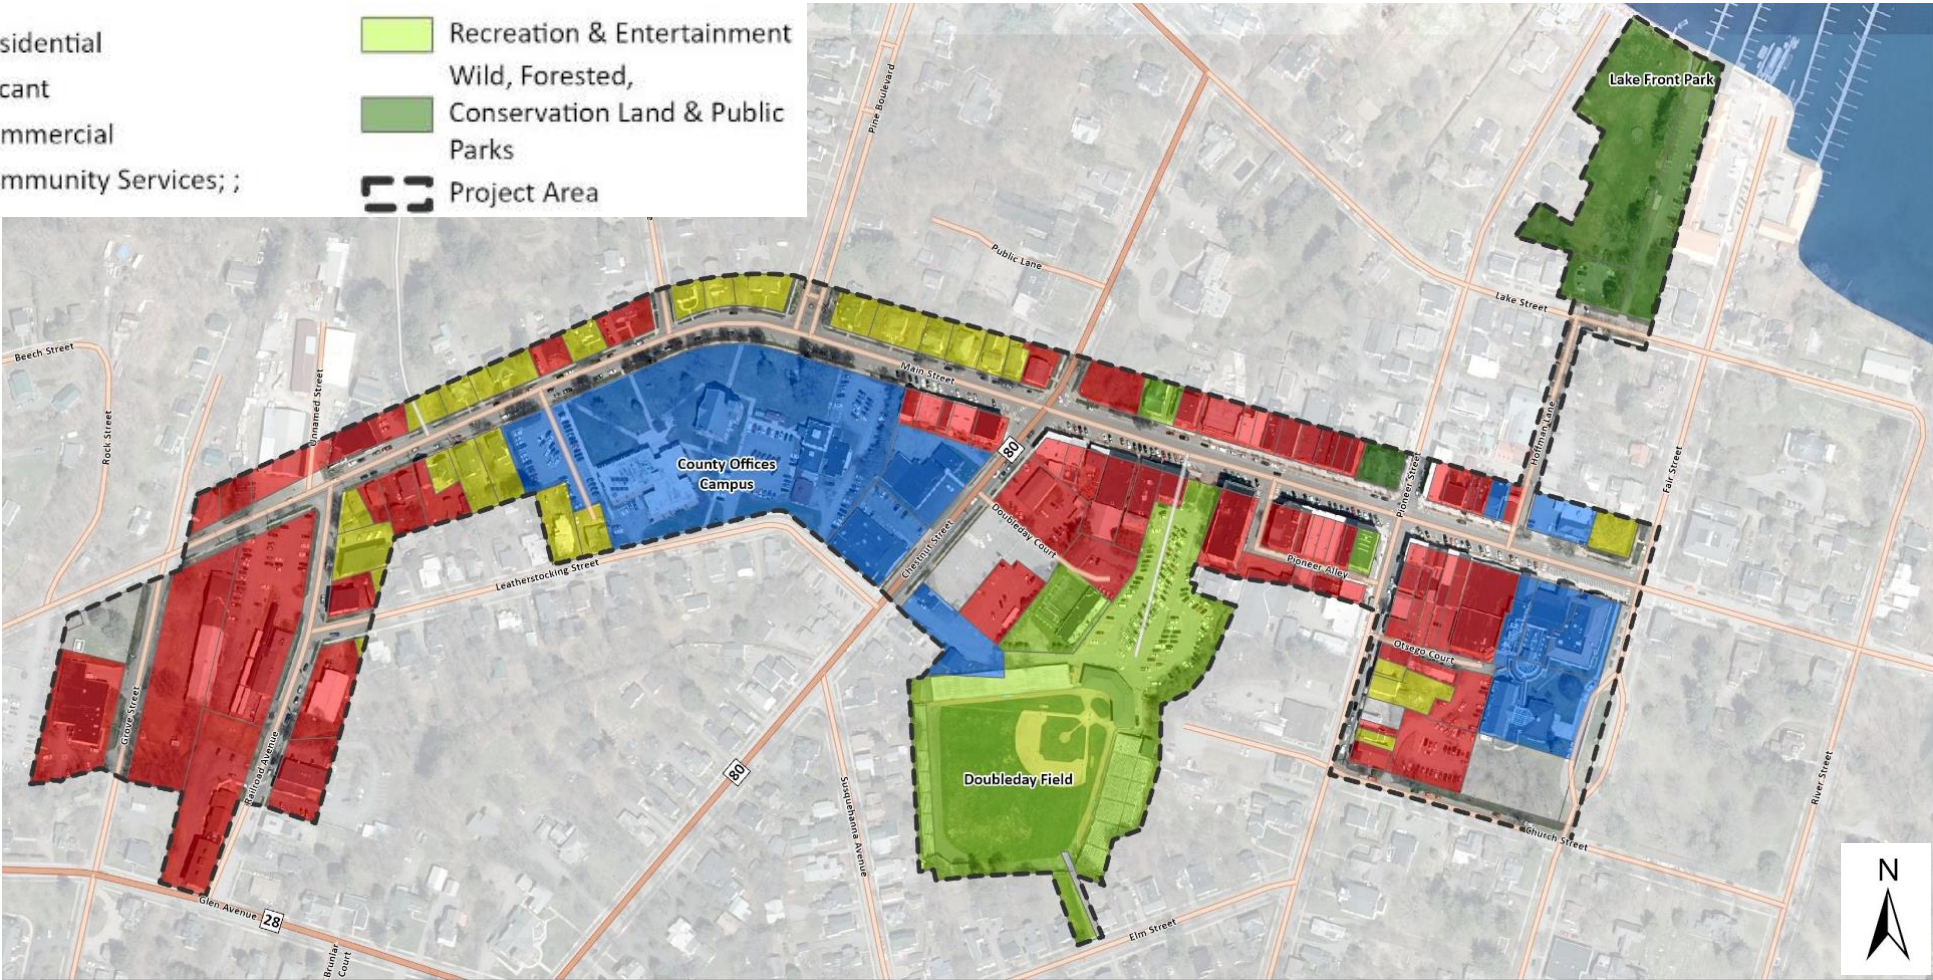 sidential
cant
mmercial
mmunity Services; ;
Recreation & Entertainment
Wild, Forested,
Conservation Land & Public
Parks
Project Area
Lake Front Park
Pine Boulevard
Public Lane
Lake Street
Beech Street
Unnamed Street
Rock Street
Main Street
Hoffman Lane
Fair Street
Pioneer Street
80
County Offices
Campus
Doubleday Court
Chestnut Street
Pioneer Alley
Leatherstocking Street
Otsego Court
Grove Street
Railroad Avenue
80
Doubleday Field
Susquehanna Avenue
River Street
Church Street
Glen Avenue
28
Elm Street
Bruniar
Court
N